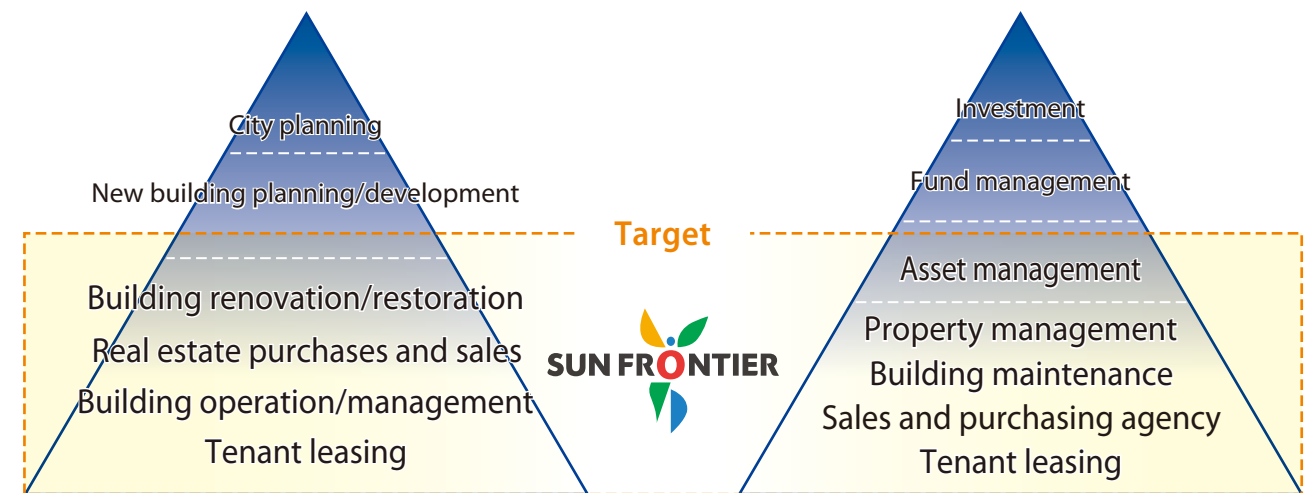 City planning
New building planning/development
Building renovation/restoration
Real estate purchases and sales
Building operation/management
Tenant leasing
Target
SUN FRONTIER
Investment
Fund management
Asset management
Property management
Building maintenance
Sales and purchasing agency
Tenant leasing